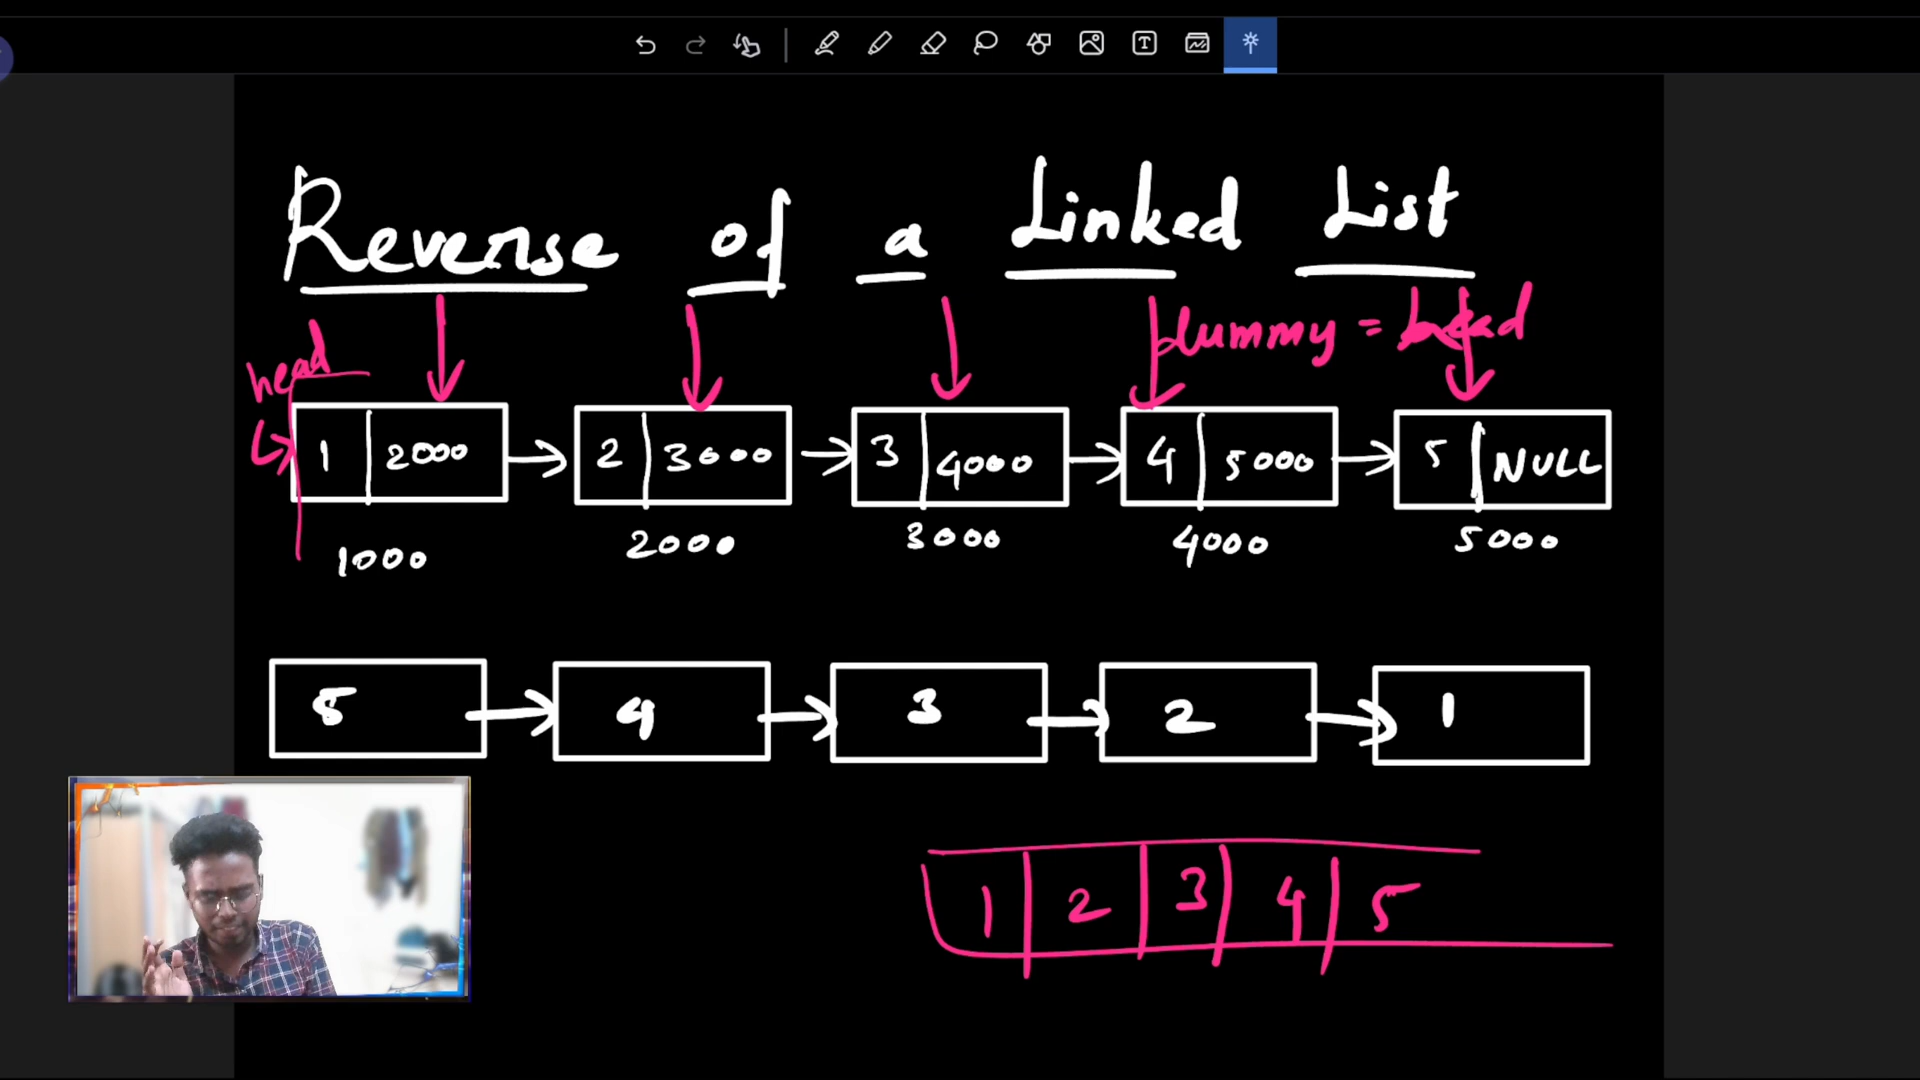 Reverse of a Linked List
dummy = head
head
1 2000 2 3000 3 4000 4 5000 5 NULL
1000 2000 3000 4000 5000
5 4 3 2 1
1 2 3 4 5